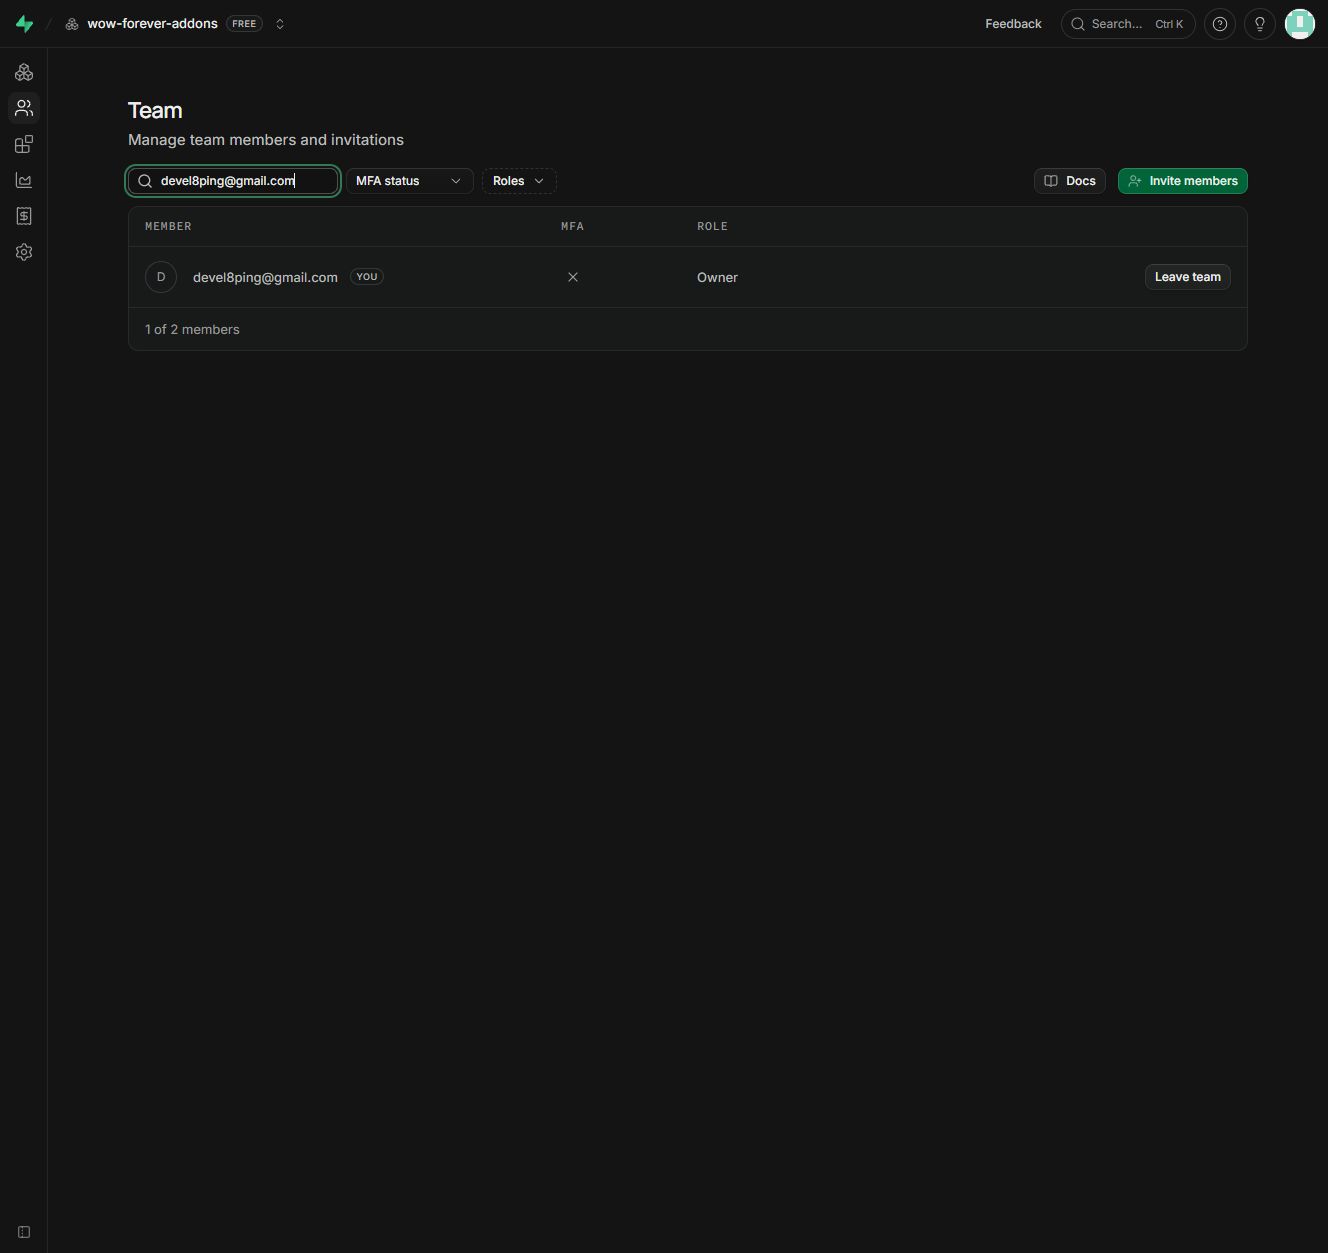 wow-forever-addons FREE
Feedback
Search... Ctrl K
Team
Manage team members and invitations
devel8ping@gmail.com
MFA status
Roles
Docs
Invite members
MEMBER MFA ROLE
D devel8ping@gmail.com YOU Owner Leave team
1 of 2 members